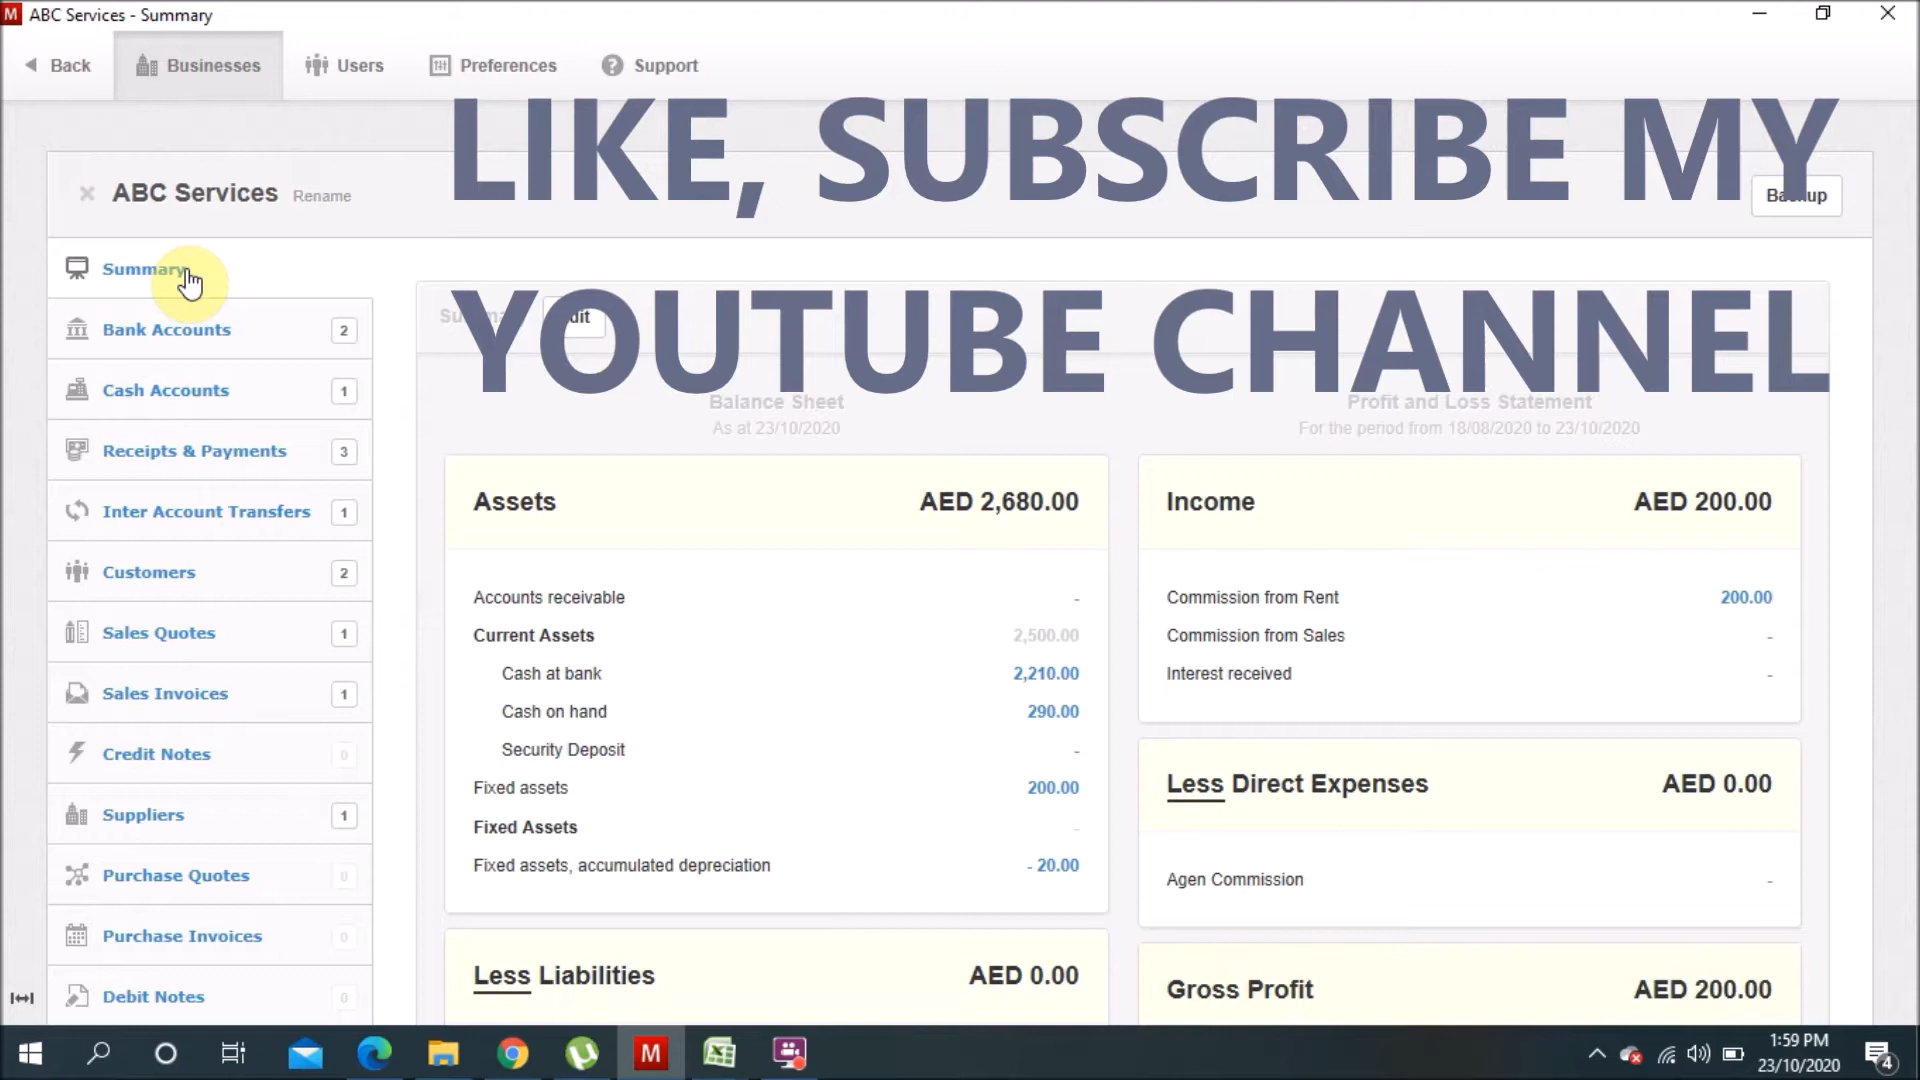 M ABC Services - Summary
Back Businesses Users Preferences Support
LIKE, SUBSCRIBE MY
YOUTUBE CHANNEL
ABC Services Rename
Summary
Bank Accounts 2
Cash Accounts 1
Receipts & Payments 3
Inter Account Transfers 1
Customers 2
Sales Quotes 1
Sales Invoices 1
Credit Notes 0
Suppliers 1
Purchase Quotes 0
Purchase Invoices 0
Debit Notes 0
Balance Sheet
As at 23/10/2020
Assets AED 2,680.00
Accounts receivable -
Current Assets 2,500.00
Cash at bank 2,210.00
Cash on hand 290.00
Security Deposit -
Fixed assets 200.00
Fixed Assets -
Fixed assets, accumulated depreciation - 20.00
Less Liabilities AED 0.00
Profit and Loss Statement
For the period from 18/08/2020 to 23/10/2020
Income AED 200.00
Commission from Rent 200.00
Commission from Sales -
Interest received -
Less Direct Expenses AED 0.00
Agen Commission -
Gross Profit AED 200.00
M
1:59 PM
23/10/2020
4